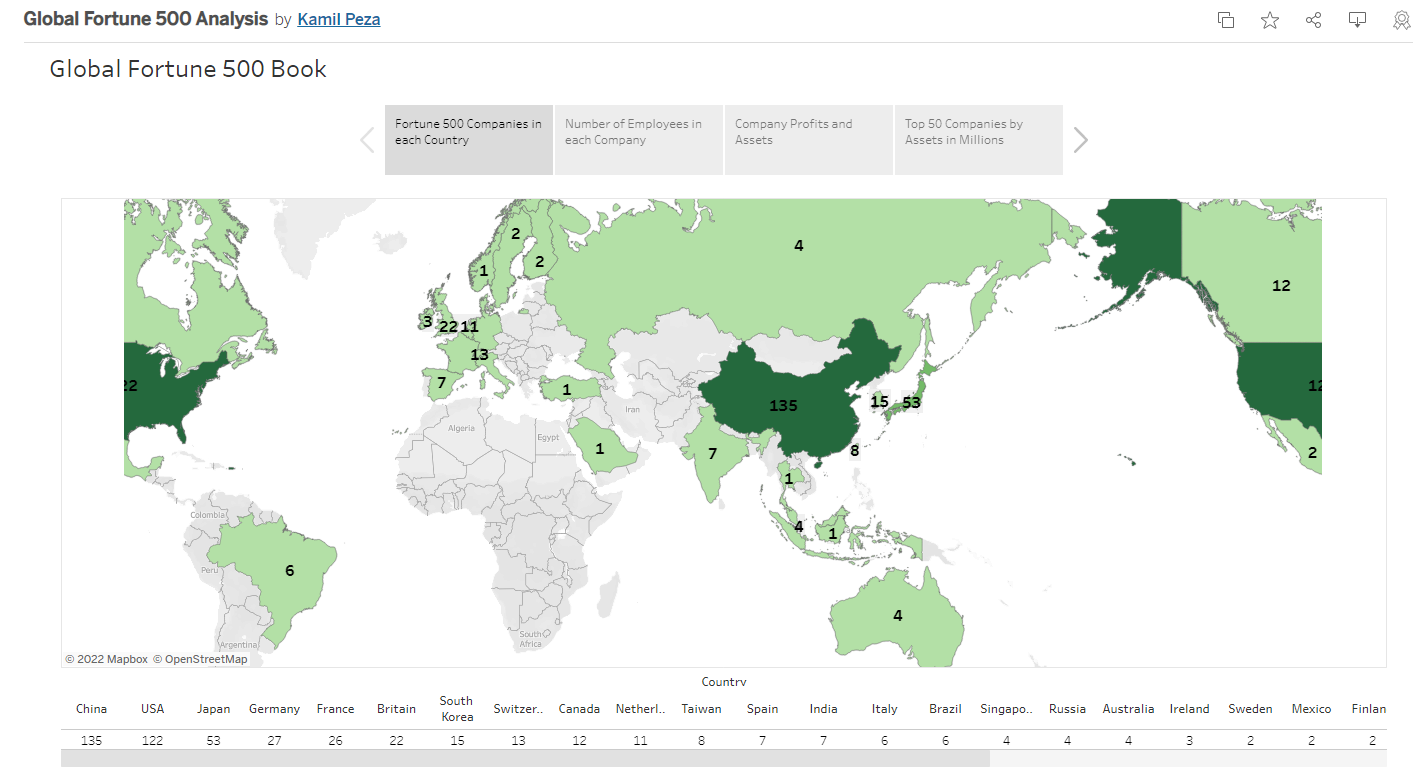 Global Fortune 500 Analysis by Kamil Peza
Global Fortune 500 Book
Fortune 500 Companies in
each Country
Number of Employees in
each Company
Company Profits and
Assets
Top 50 Companies by
Assets in Millions
2
4
2
1
12
3
22
11
13
22
7
1
12
135
15
53
Iran
Algeria
Egypt
1
7
8
2
1
Colombia
4
1
Peru
6
4
South
Africa
Argentina
© 2022 Mapbox © OpenStreetMap
Country
China USA Japan Germany France Britain South
Korea Switzer.. Canada Netherl.. Taiwan Spain India Italy Brazil Singapo.. Russia Australia Ireland Sweden Mexico Finlan
135 122 53 27 26 22 15 13 12 11 8 7 7 6 6 4 4 4 3 2 2 2